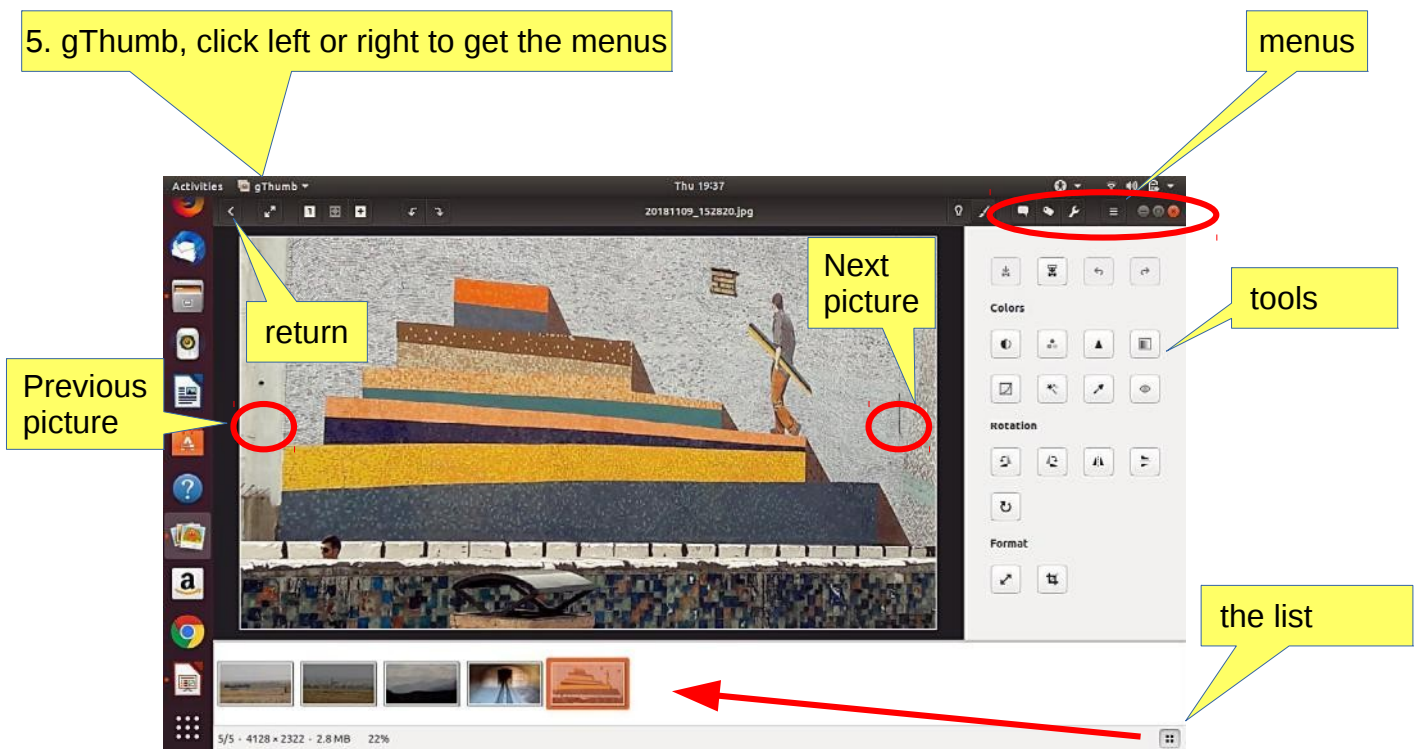 5. gThumb, click left or right to get the menus
menus
Activities gThumb
Thu 19:37
20181109_152820.jpg
Next
picture
return
tools
Colors
Previous
picture
Rotation
Format
the list
5/5 - 4128 × 2322 - 2.8 MB 22%